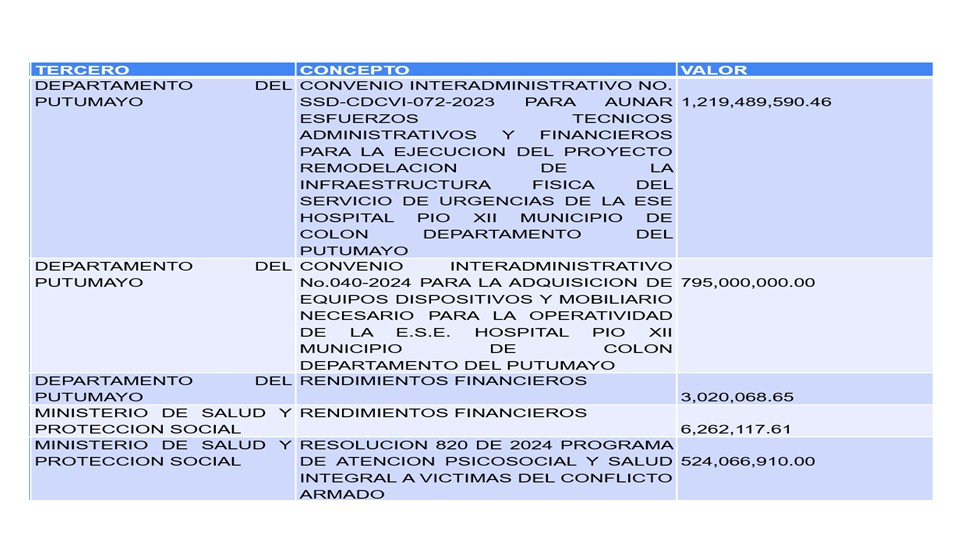 TERCERO CONCEPTO VALOR
DEPARTAMENTO DEL PUTUMAYO
CONVENIO INTERADMINISTRATIVO NO.
SSD-CDCVI-072-2023 PARA AUNAR
ESFUERZOS TECNICOS
ADMINISTRATIVOS Y FINANCIEROS
PARA LA EJECUCION DEL PROYECTO
REMODELACION DE LA
INFRAESTRUCTURA FISICA DEL
SERVICIO DE URGENCIAS DE LA ESE
HOSPITAL PIO XII MUNICIPIO DE
COLON DEPARTAMENTO DEL
PUTUMAYO
1,219,489,590.46
DEPARTAMENTO DEL
PUTUMAYO
CONVENIO INTERADMINISTRATIVO
No.040-2024 PARA LA ADQUISICION DE
EQUIPOS DISPOSITIVOS Y MOBILIARIO
NECESARIO PARA LA OPERATIVIDAD
DE LA E.S.E. HOSPITAL PIO XII
MUNICIPIO DE COLON
DEPARTAMENTO DEL PUTUMAYO
795,000,000.00
DEPARTAMENTO DEL
PUTUMAYO
RENDIMIENTOS FINANCIEROS
3,020,068.65
MINISTERIO DE SALUD Y
PROTECCION SOCIAL
RENDIMIENTOS FINANCIEROS
6,262,117.61
MINISTERIO DE SALUD Y
PROTECCION SOCIAL
RESOLUCION 820 DE 2024 PROGRAMA
DE ATENCION PSICOSOCIAL Y SALUD
INTEGRAL A VICTIMAS DEL CONFLICTO
ARMADO
524,066,910.00